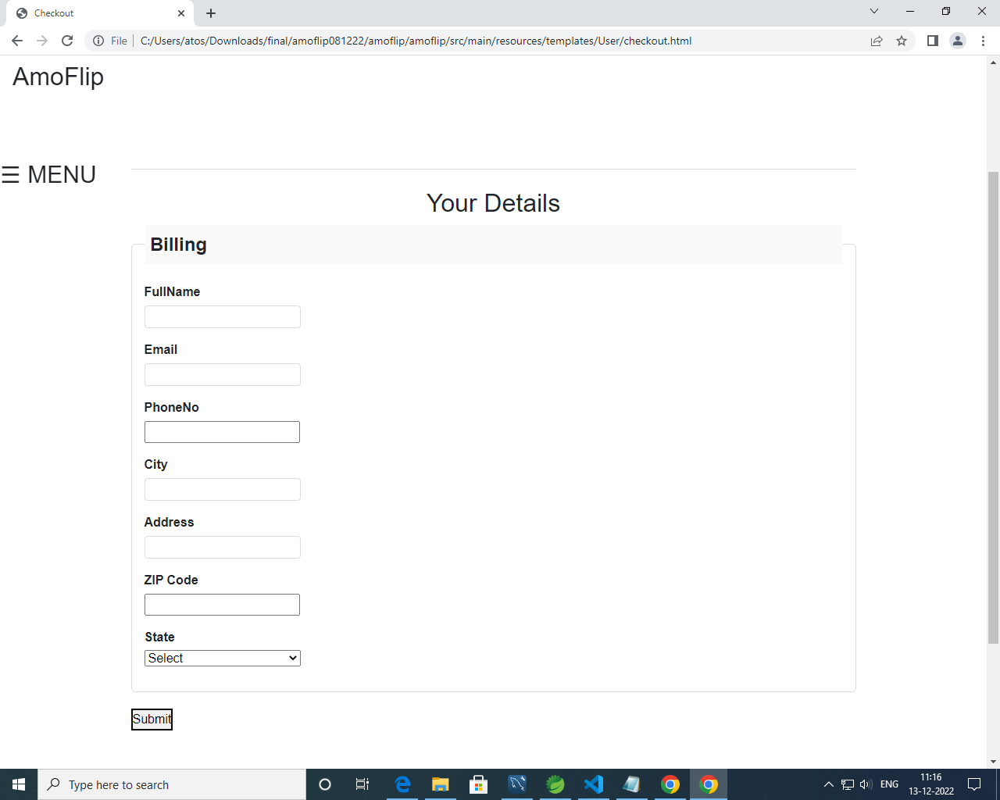 Checkout
File
C:/Users/atos/Downloads/final/amoflip081222/amoflip/amoflip/src/main/resources/templates/User/checkout.html
AmoFlip
☰ MENU
Your Details
Billing
FullName
Email
PhoneNo
City
Address
ZIP Code
State
Select
Submit
Type here to search
ENG
11:16
13-12-2022